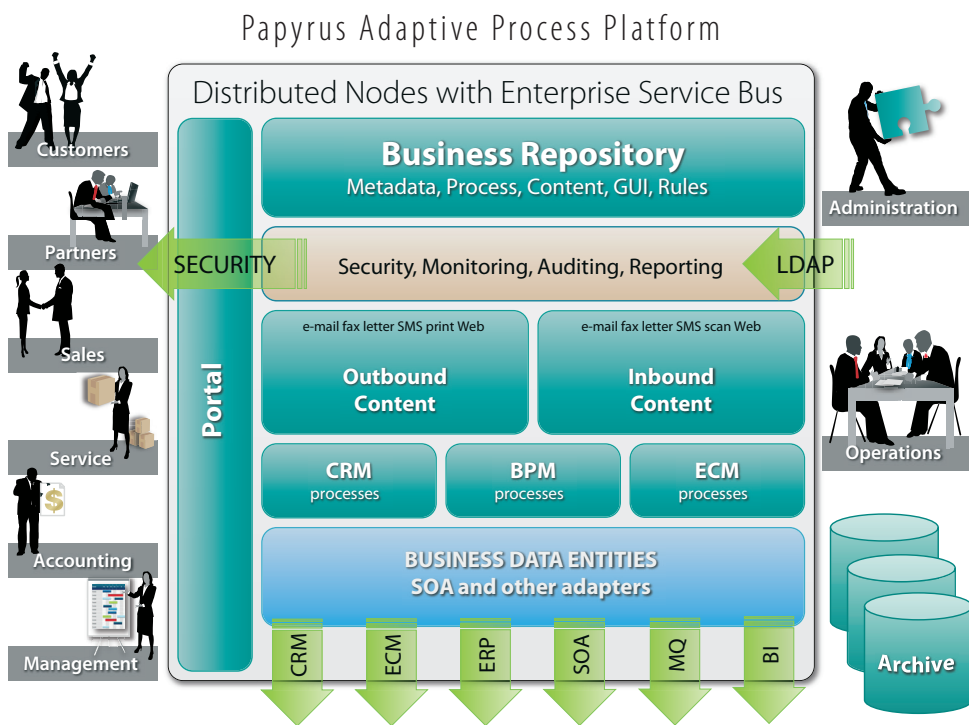 Papyrus Adaptive Process Platform
Distributed Nodes with Enterprise Service Bus
Customers
Partners
Sales
Service
Accounting
Management
Portal
Business Repository
Metadata, Process, Content, GUI, Rules
SECURITY
Security, Monitoring, Auditing, Reporting
LDAP
e-mail fax letter SMS print Web
Outbound
Content
e-mail fax letter SMS scan Web
Inbound
Content
CRM
processes
BPM
processes
ECM
processes
BUSINESS DATA ENTITIES
SOA and other adapters
CRM
ECM
ERP
SOA
MQ
BI
Administration
Operations
Archive